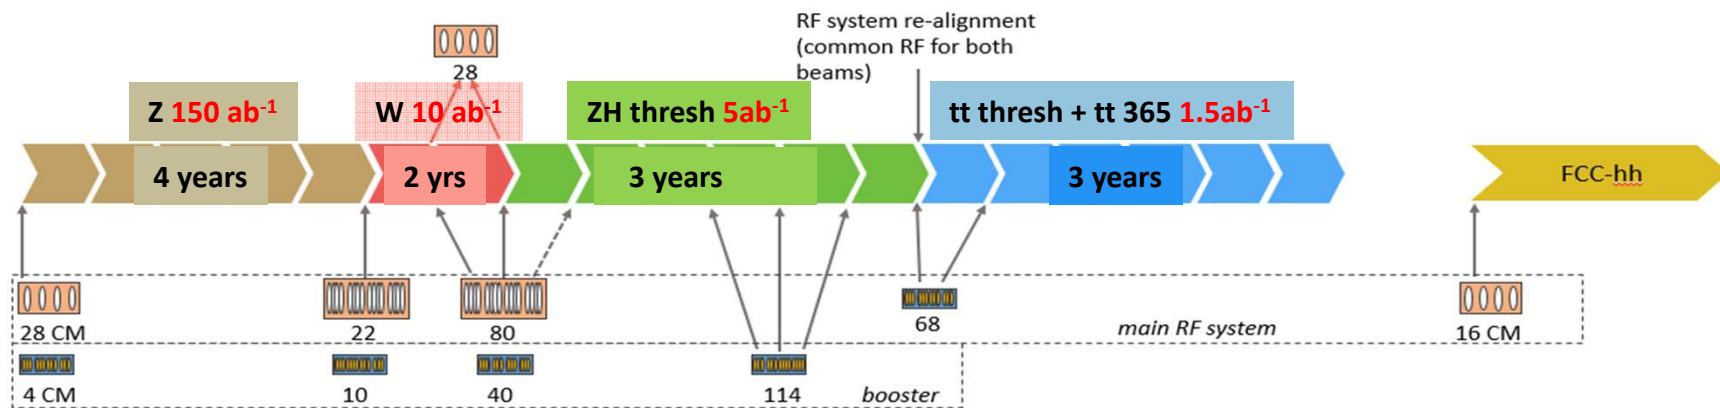 RF system re-alignment
(common RF for both
beams)
28
Z 150 ab-1
W 10 ab-1
ZH thresh 5ab-1
tt thresh + tt 365 1.5ab-1
4 years
2 yrs
3 years
3 years
FCC-hh
28 CM
22
80
68
main RF system
16 CM
4 CM
10
40
114
booster